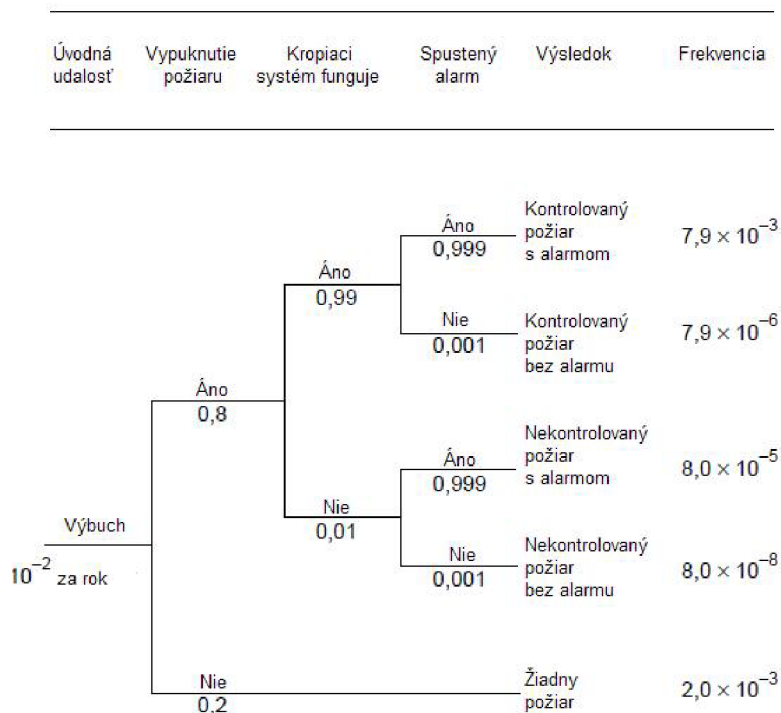 Úvodná Vypuknutie Kropiaci Spustený Výsledok Frekvencia
udalosť požiaru systém funguje alarm
Áno Kontrolovaný
0,999 požiar 7,9 × 10⁻³
s alarmom
Áno
0,99
Nie Kontrolovaný
0,001 požiar 7,9 × 10⁻⁶
bez alarmu
Áno
0,8
Nekontrolovaný
Áno požiar 8,0 × 10⁻⁵
0,999 s alarmom
Nie
0,01
Výbuch
10⁻² za rok
Nie Nekontrolovaný
0,001 požiar 8,0 × 10⁻⁸
bez alarmu
Nie Žiadny 2,0 × 10⁻³
0,2 požiar